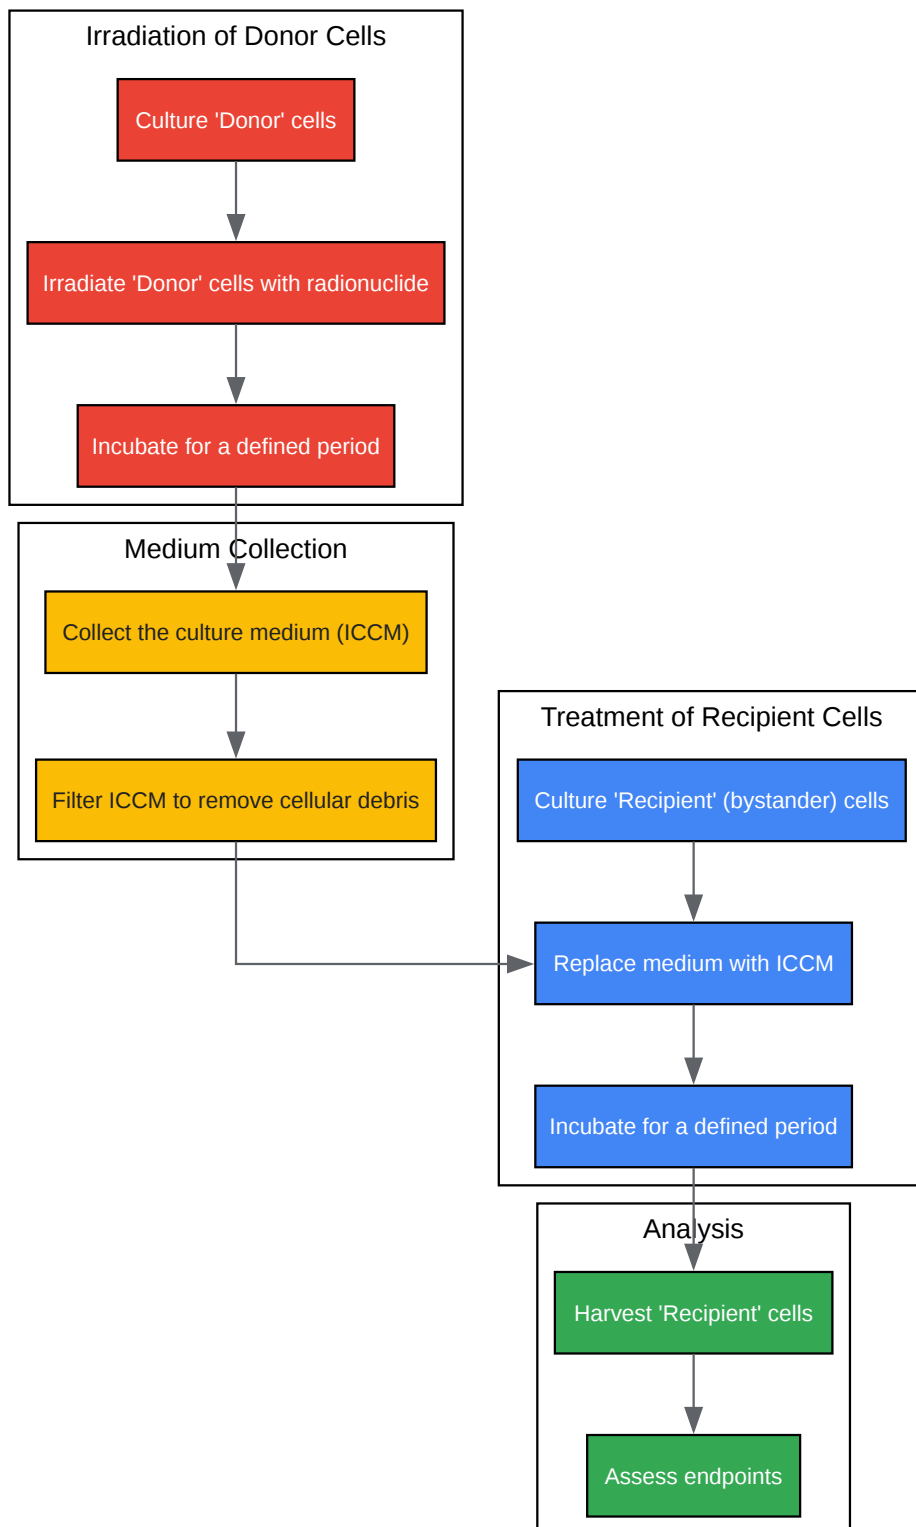 Irradiation of Donor Cells
Culture 'Donor' cells
Irradiate 'Donor' cells with radionuclide
Incubate for a defined period
Medium Collection
Collect the culture medium (ICCM)
Filter ICCM to remove cellular debris
Treatment of Recipient Cells
Culture 'Recipient' (bystander) cells
Replace medium with ICCM
Incubate for a defined period
Analysis
Harvest 'Recipient' cells
Assess endpoints